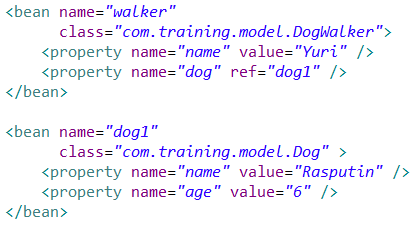 <bean name="walker"
class="com.training.model.DogWalker">
<property name="name" value="Yuri" />
<property name="dog" ref="dog1" />
</bean>
<bean name="dog1"
class="com.training.model.Dog" >
<property name="name" value="Rasputin" />
<property name="age" value="6" />
</bean>